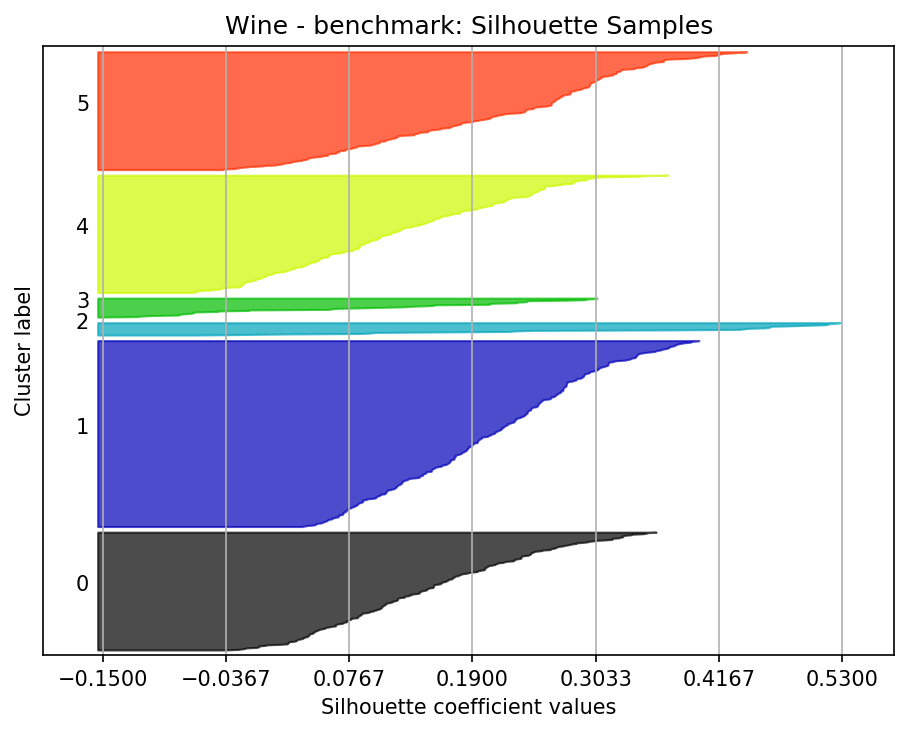 Wine - benchmark: Silhouette Samples
Cluster label
5
4
3
2
1
0
−0.1500 −0.0367 0.0767 0.1900 0.3033 0.4167 0.5300
Silhouette coefficient values